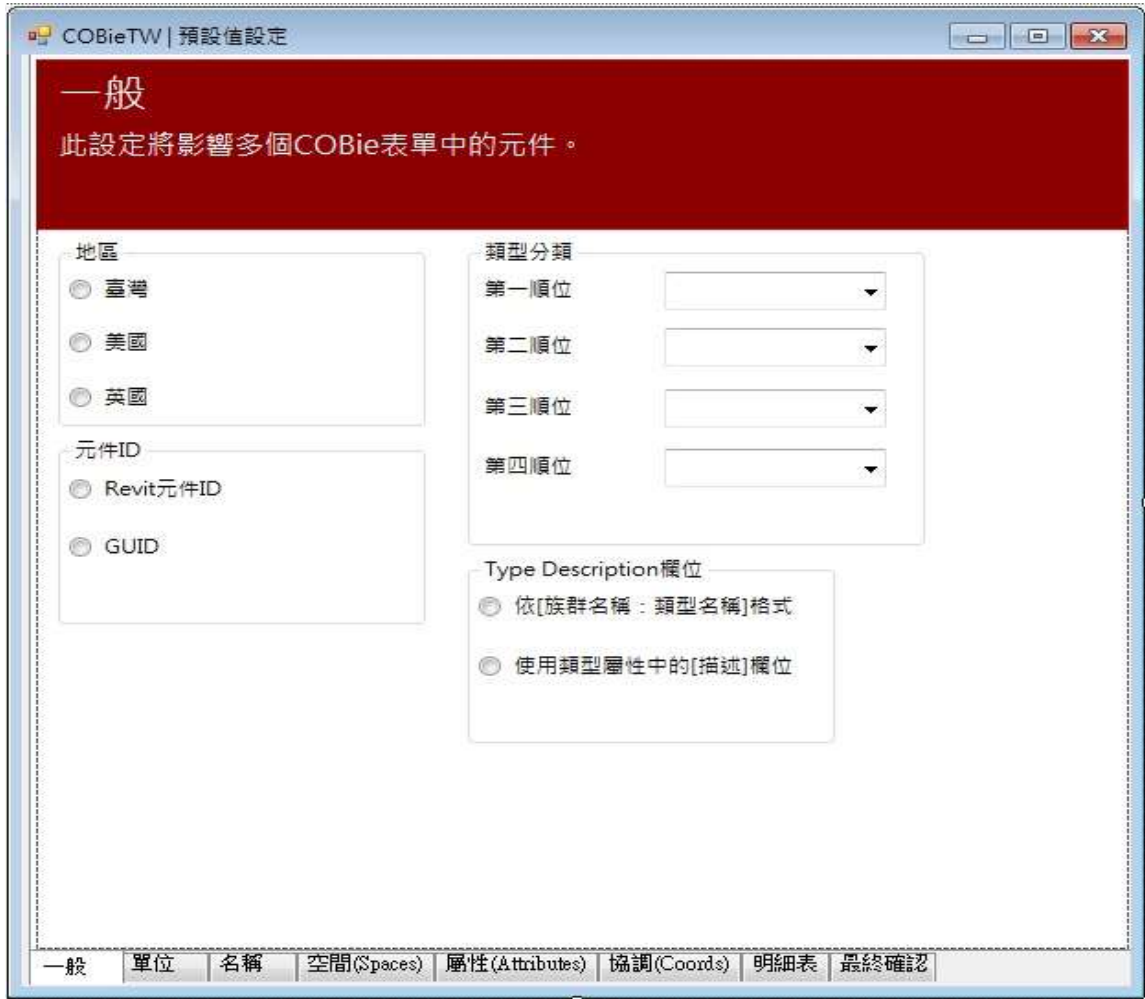 COBieTW | 預設值設定
一般
此設定將影響多個COBie表單中的元件。
地區
臺灣
美國
英國
元件ID
Revit元件ID
GUID
類型分類
第一順位
第二順位
第三順位
第四順位
Type Description欄位
依[族群名稱：類型名稱]格式
使用類型屬性中的[描述]欄位
一般 單位 名稱 空間(Spaces) 屬性(Attributes) 協調(Coords) 明細表 最終確認